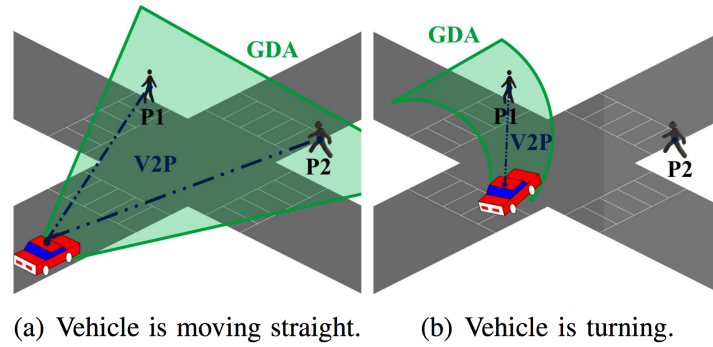 GDA
P1
V2P
P2
GDA
P1
V2P
P2
(a) Vehicle is moving straight.
(b) Vehicle is turning.